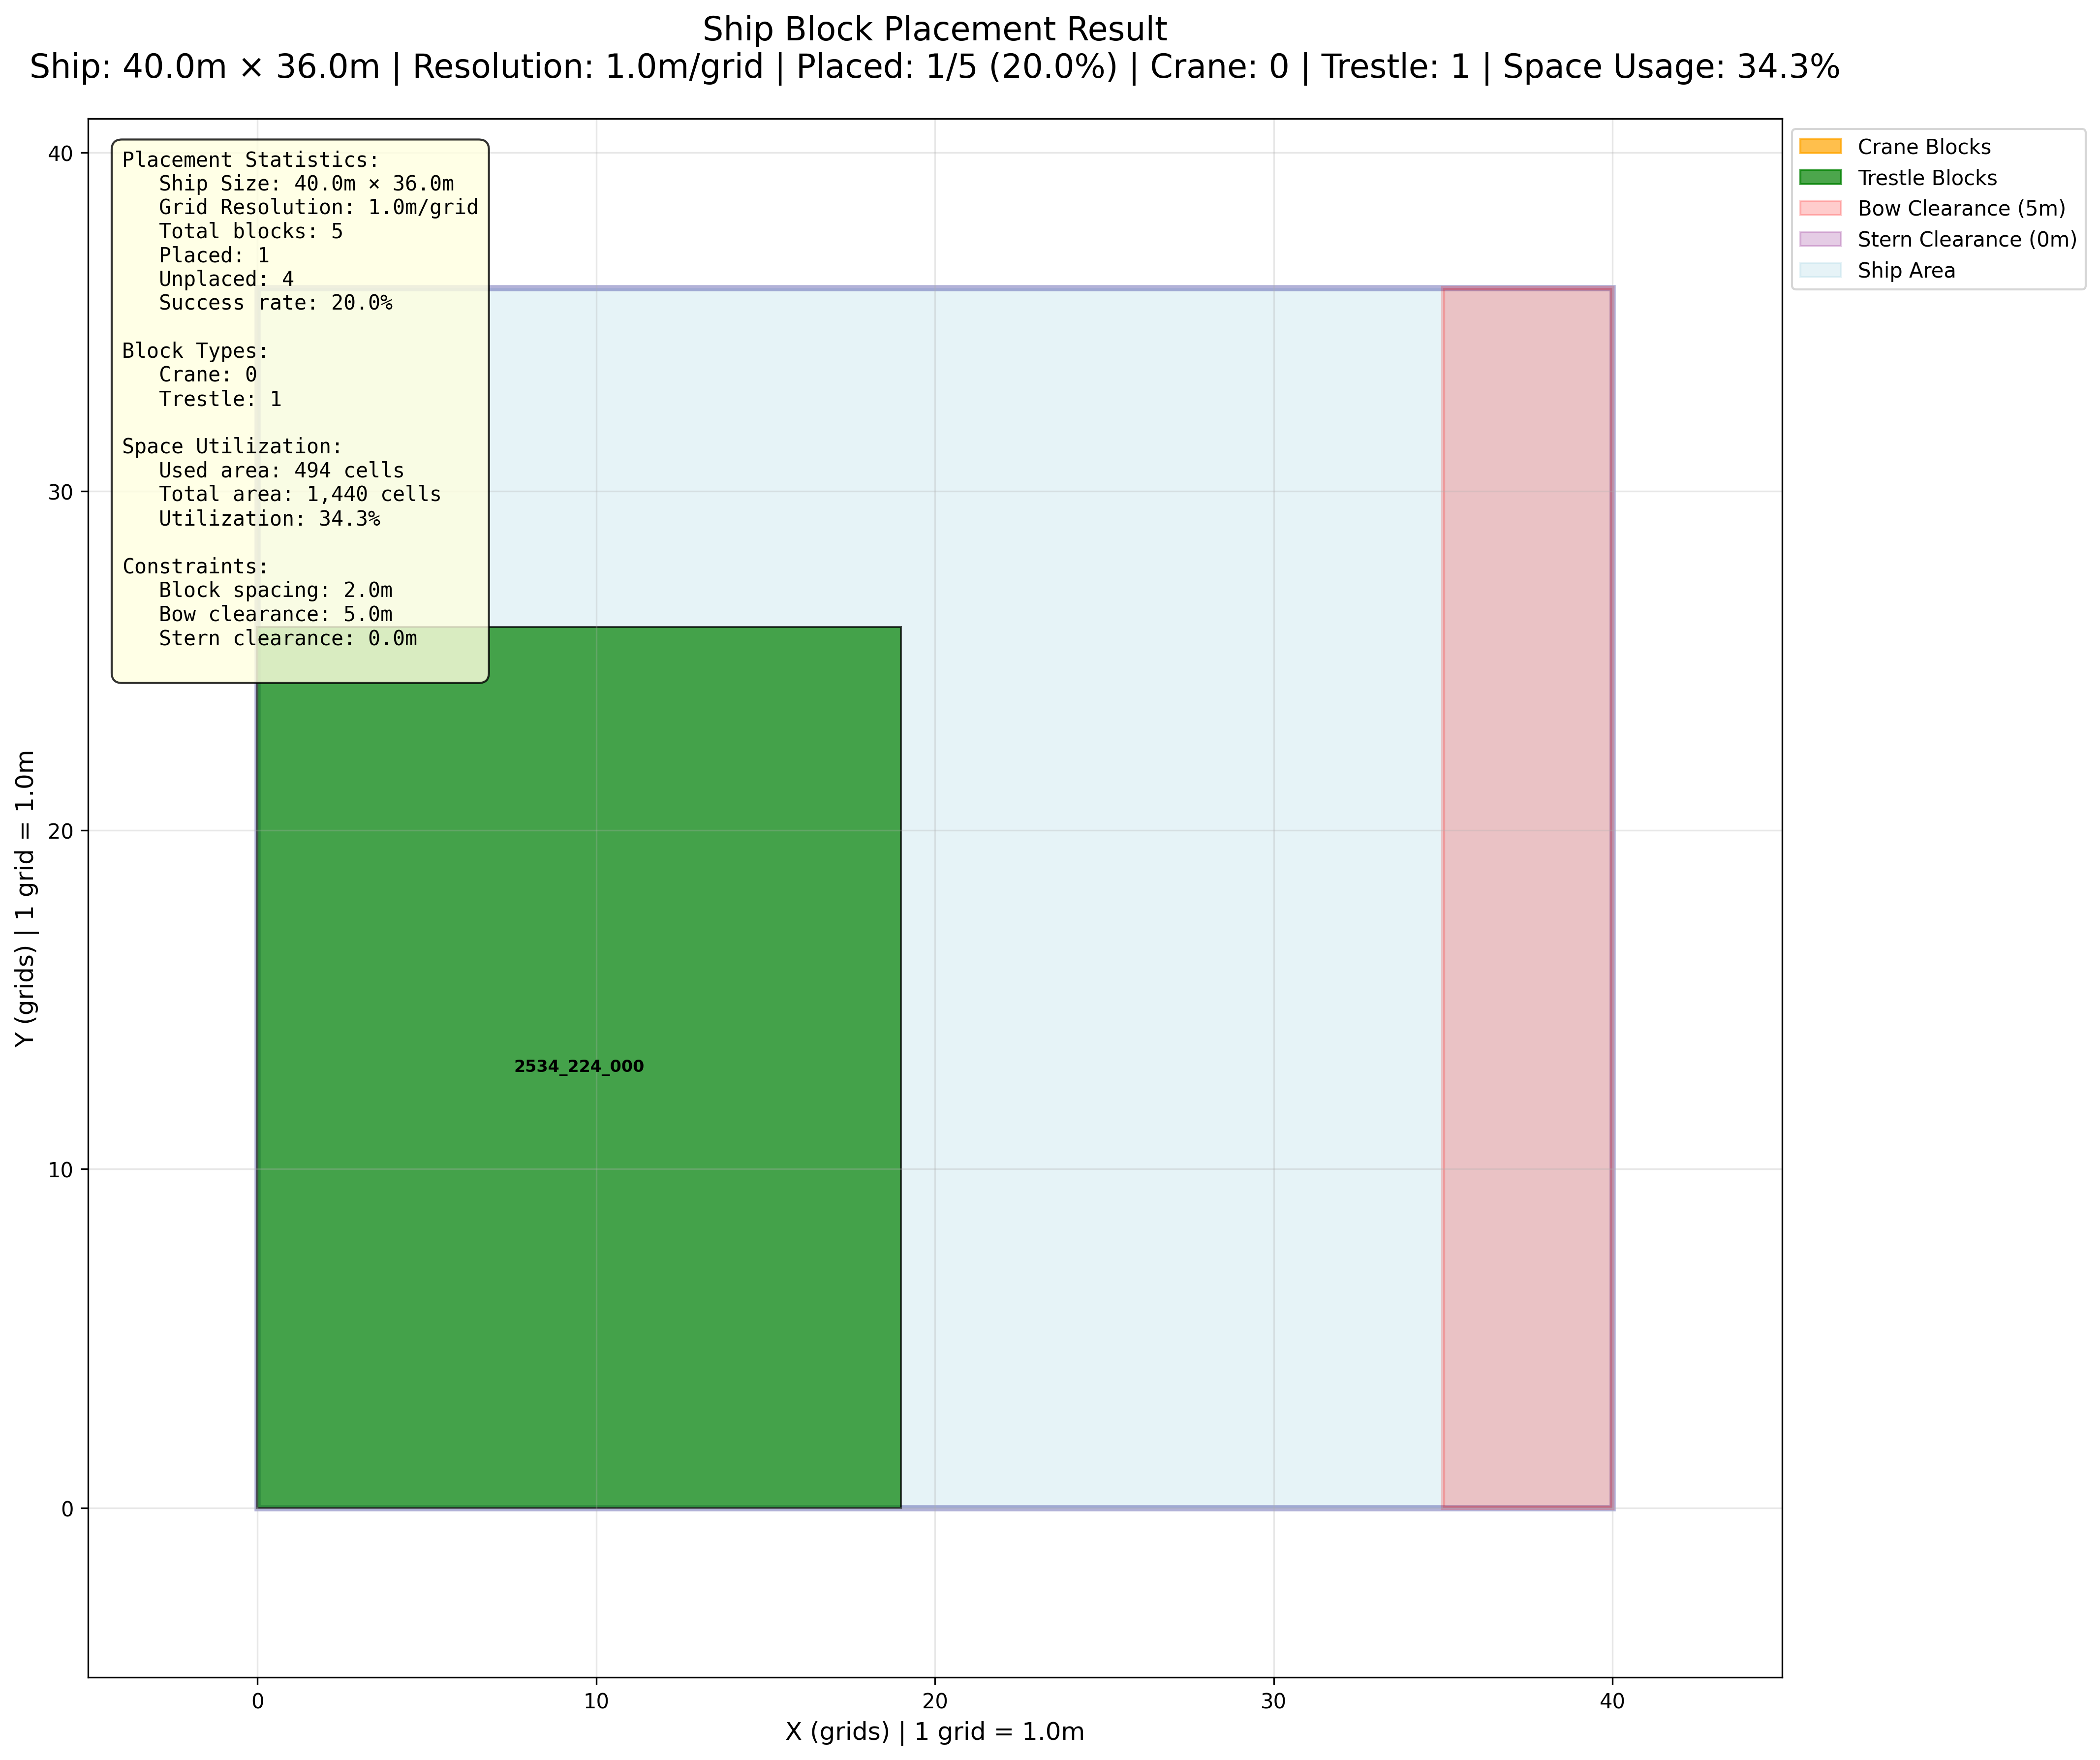 Ship Block Placement Result
Ship: 40.0m × 36.0m | Resolution: 1.0m/grid | Placed: 1/5 (20.0%) | Crane: 0 | Trestle: 1 | Space Usage: 34.3%
Placement Statistics:
Ship Size: 40.0m × 36.0m
Grid Resolution: 1.0m/grid
Total blocks: 5
Placed: 1
Unplaced: 4
Success rate: 20.0%
Block Types:
Crane: 0
Trestle: 1
Space Utilization:
Used area: 494 cells
Total area: 1,440 cells
Utilization: 34.3%
Constraints:
Block spacing: 2.0m
Bow clearance: 5.0m
Stern clearance: 0.0m
Crane Blocks
Trestle Blocks
Bow Clearance (5m)
Stern Clearance (0m)
Ship Area
2534_224_000
Y (grids) | 1 grid = 1.0m
40
30
20
10
0
0 10 20 30 40
X (grids) | 1 grid = 1.0m